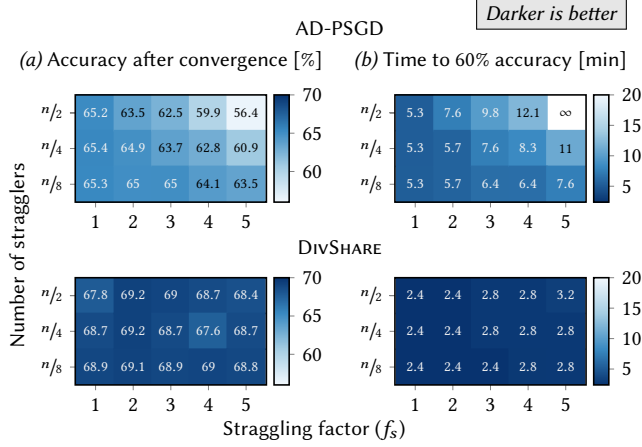 Darker is better
AD-PSGD
(a) Accuracy after convergence [%]
(b) Time to 60% accuracy [min]
Number of stragglers
n/2 65.2 63.5 62.5 59.9 56.4
n/4 65.4 64.9 63.7 62.8 60.9
n/8 65.3 65 65 64.1 63.5
1 2 3 4 5
70
65
60
n/2 5.3 7.6 9.8 12.1 ∞
n/4 5.3 5.7 7.6 8.3 11
n/8 5.3 5.7 6.4 6.4 7.6
1 2 3 4 5
20
15
10
5
DIVSHARE
n/2 67.8 69.2 69 68.7 68.4
n/4 68.7 69.2 68.7 67.6 68.7
n/8 68.9 69.1 68.9 69 68.8
1 2 3 4 5
70
65
60
n/2 2.4 2.4 2.8 2.8 3.2
n/4 2.4 2.4 2.8 2.8 2.8
n/8 2.4 2.4 2.4 2.8 2.8
1 2 3 4 5
20
15
10
5
Straggling factor (fs)